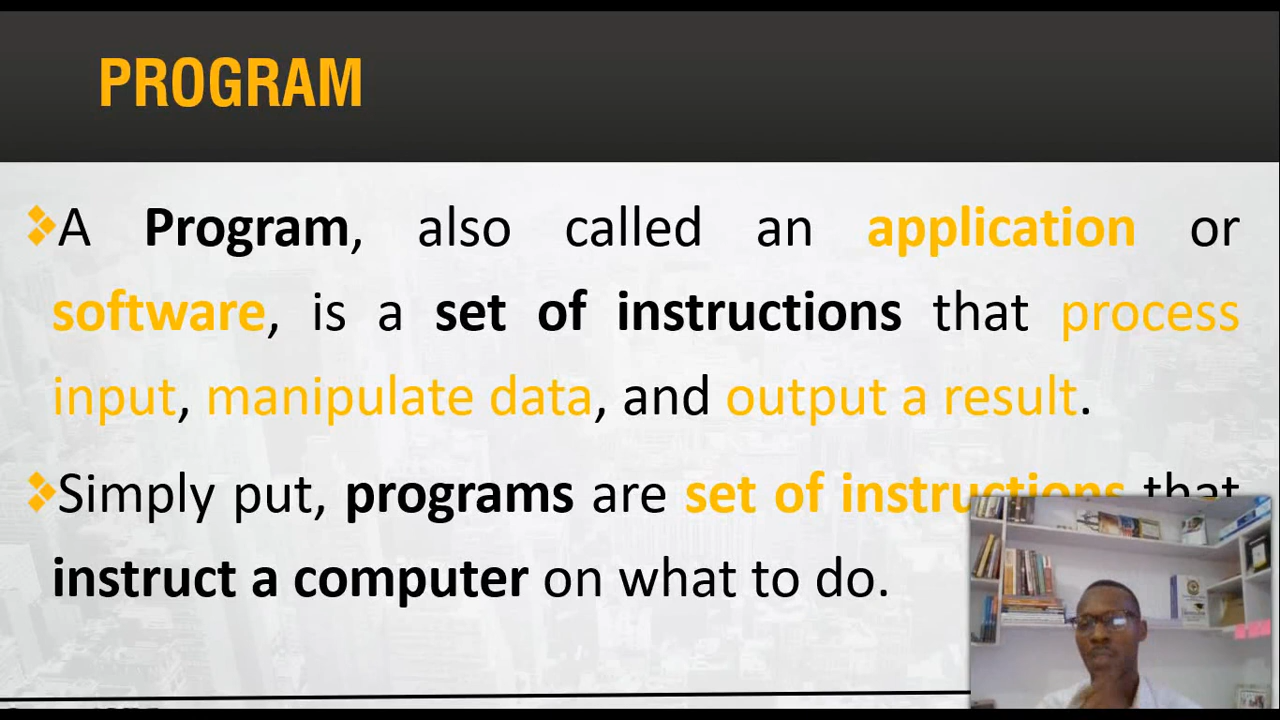 PROGRAM
A Program, also called an application or
software, is a set of instructions that process
input, manipulate data, and output a result.
Simply put, programs are set of instructions that
instruct a computer on what to do.